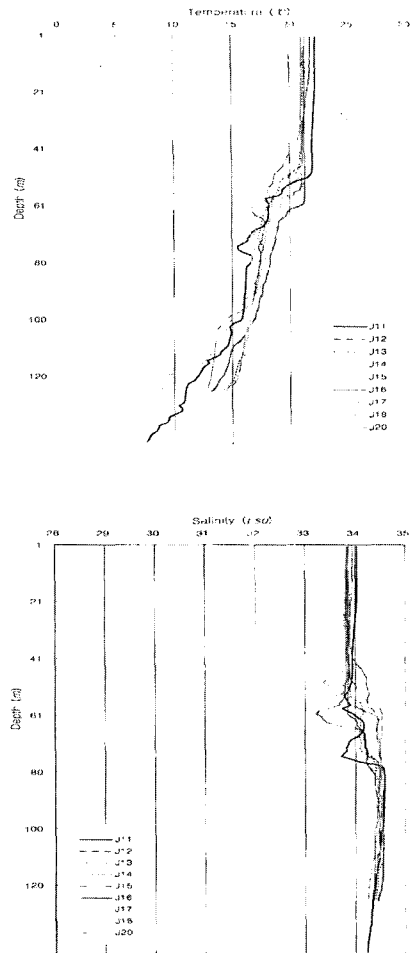 Temperature
5 10 15 20 25 30
1
21
41
61
80
100
120
Depth (m)
J11
J12
J13
J14
J15
J16
J17
J18
J20
Salinity
28 29 30 31 32 33 34 35
1
21
41
61
80
100
120
Depth (m)
J11
J12
J13
J14
J15
J16
J17
J18
J20